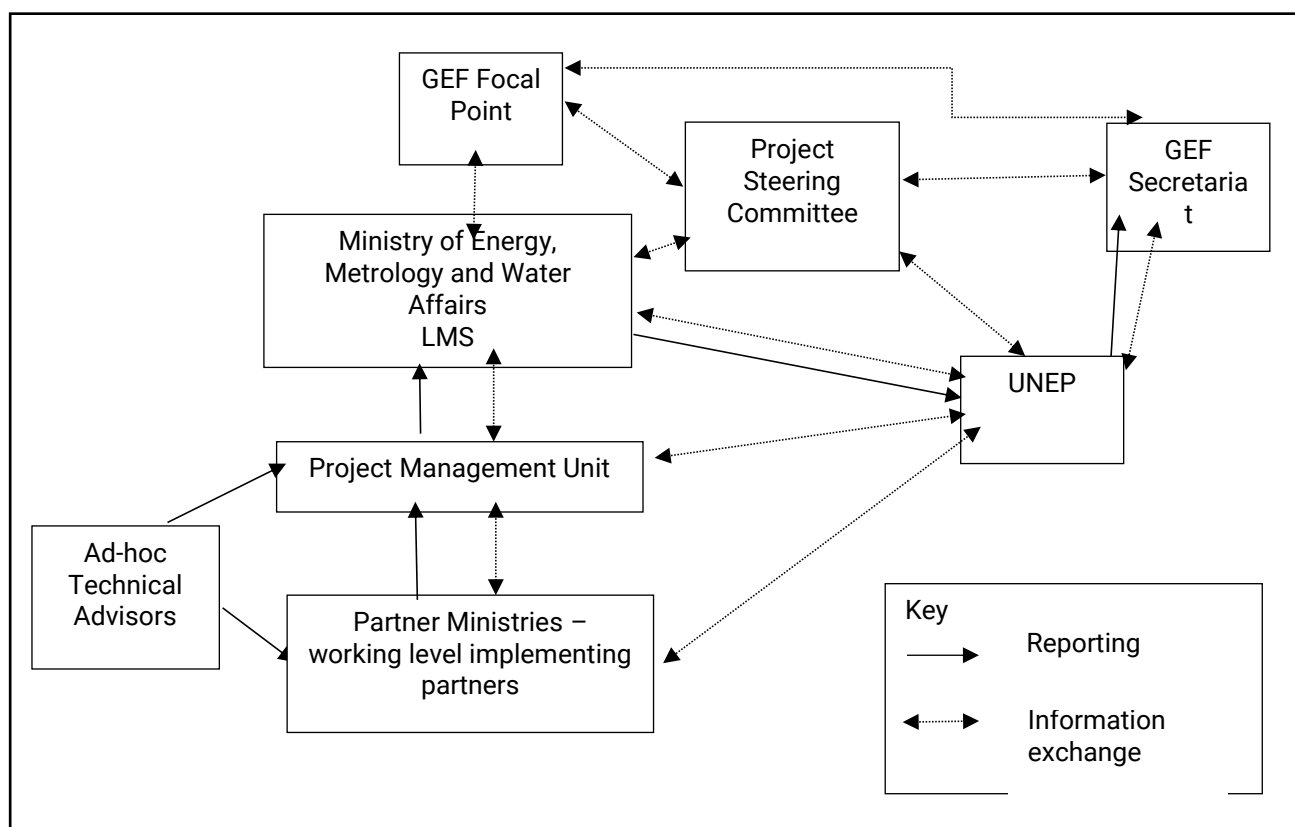 GEF Focal
Point
Project
Steering
Committee
GEF
Secretaria
t
Ministry of Energy,
Metrology and Water
Affairs
LMS
UNEP
Project Management Unit
Ad-hoc
Technical
Advisors
Partner Ministries –
working level implementing
partners
Key
Reporting
Information
exchange